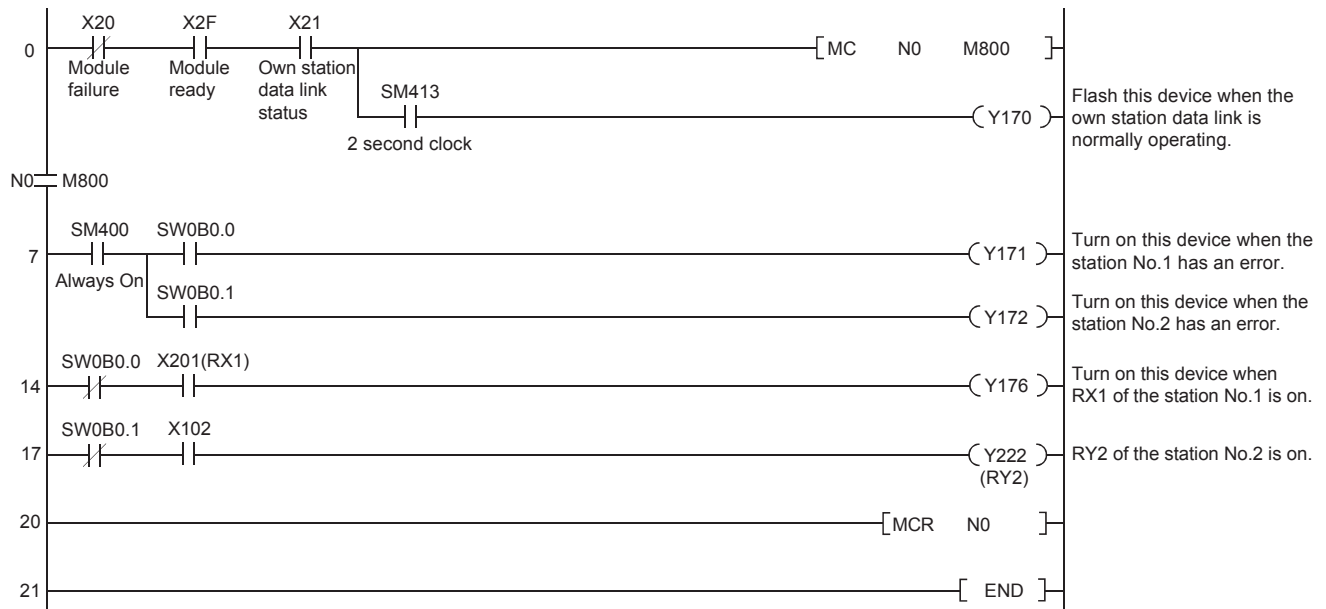 X20 X2F X21
0 MC N0 M800
Module failure
Module ready
Own station data link status
SM413
2 second clock
Y170
Flash this device when the
own station data link is
normally operating.
N0 M800
SM400 SW0B0.0
7 Y171
Always On
Turn on this device when the
station No.1 has an error.
SW0B0.1
Y172
Turn on this device when the
station No.2 has an error.
SW0B0.0 X201(RX1)
14 Y176
Turn on this device when
RX1 of the station No.1 is on.
SW0B0.1 X102
17 Y222
(RY2)
RY2 of the station No.2 is on.
20 MCR N0
21 END